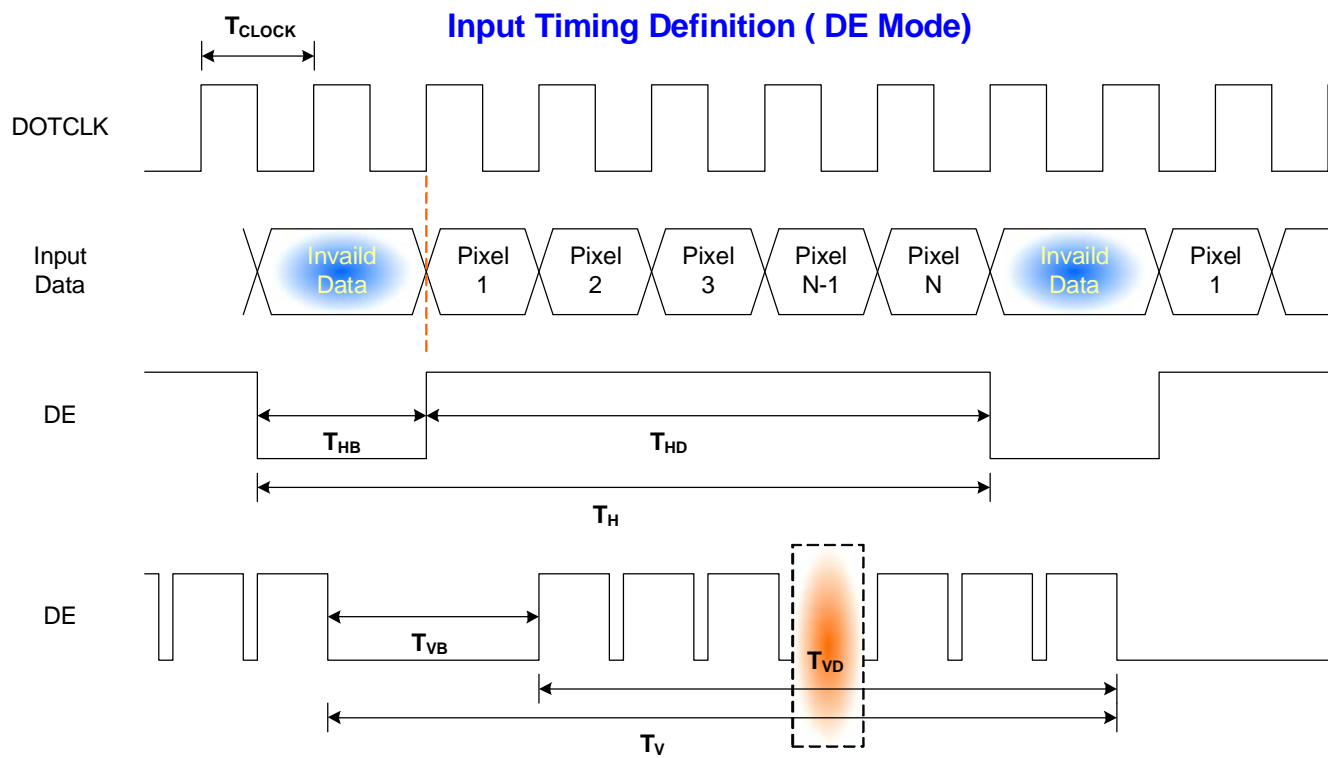 Input Timing Definition ( DE Mode)
TCLOCK
DOTCLK
Input
Data
Invaild
Data
Pixel
1
Pixel
2
Pixel
3
Pixel
N-1
Pixel
N
Invaild
Data
Pixel
1
DE
THB
THD
TH
DE
TVB
TVD
TV